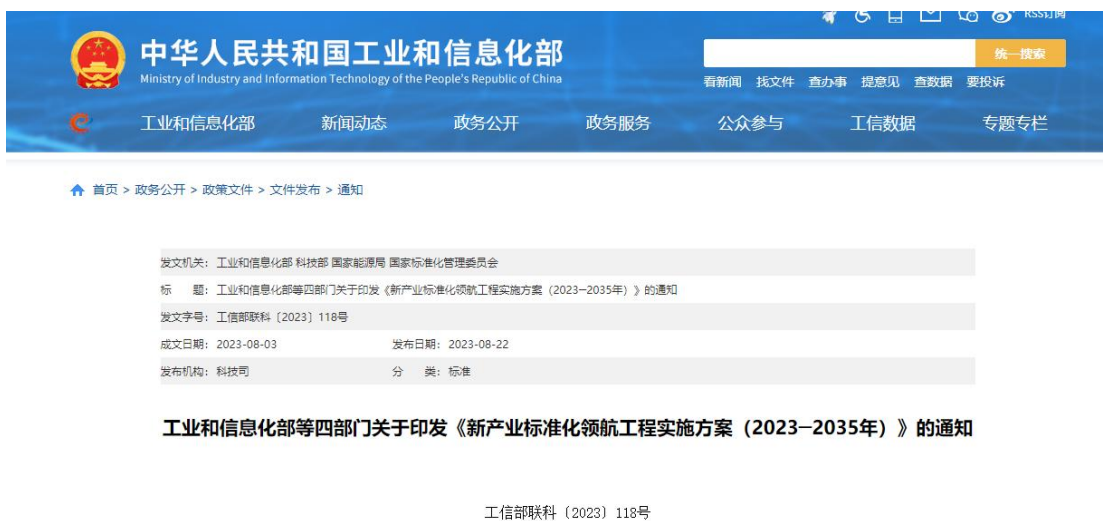 RSS订阅
中华人民共和国工业和信息化部
Ministry of Industry and Information Technology of the People's Republic of China
统一搜索
看新闻 找文件 查办事 提意见 查数据 要投诉
工业和信息化部 新闻动态 政务公开 政务服务 公众参与 工信数据 专题专栏
首页 > 政务公开 > 政策文件 > 文件发布 > 通知
发文机关：工业和信息化部 科技部 国家能源局 国家标准化管理委员会
标 题：工业和信息化部等四部门关于印发《新产业标准化领航工程实施方案（2023─2035年）》的通知
发文字号：工信部联科〔2023〕118号
成文日期：2023-08-03 发布日期：2023-08-22
发布机构：科技司 分 类：标准
工业和信息化部等四部门关于印发《新产业标准化领航工程实施方案（2023─2035年）》的通知
工信部联科〔2023〕118号